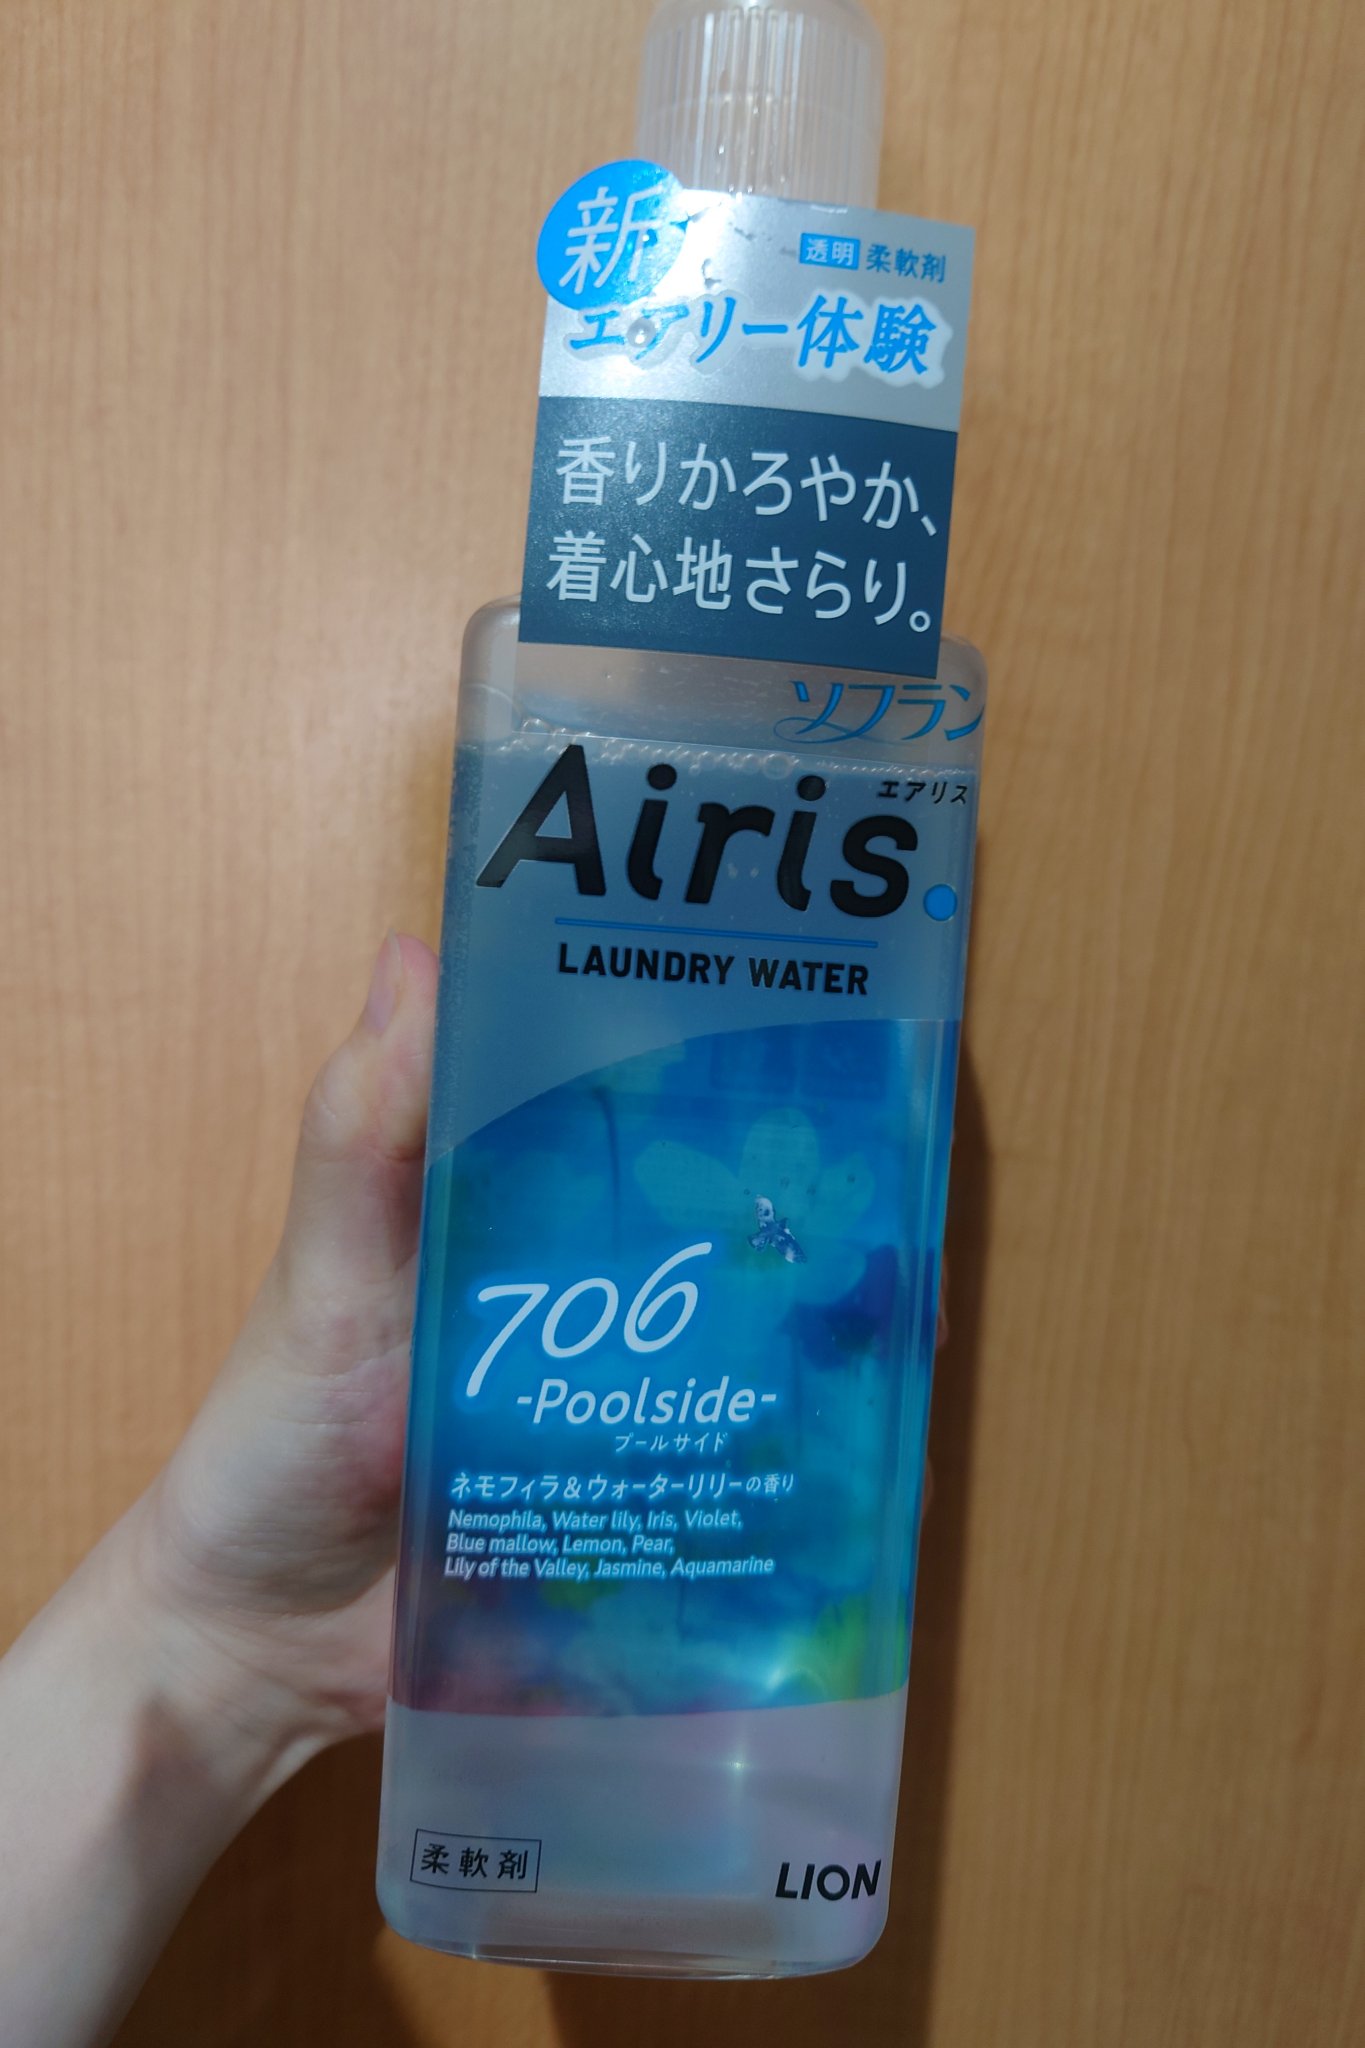 新
透明 柔軟剤
エアリー体験
香りかろやか、
着心地さらり。
ソフラン
エアリス
Airis.
LAUNDRY WATER
706
-Poolside-
プールサイド
ネモフィラ&ウォーターリリーの香り
Nemophila, Water lily, Iris, Violet,
Blue mallow, Lemon, Pear,
Lily of the Valley, Jasmine, Aquamarine
柔軟剤
LION